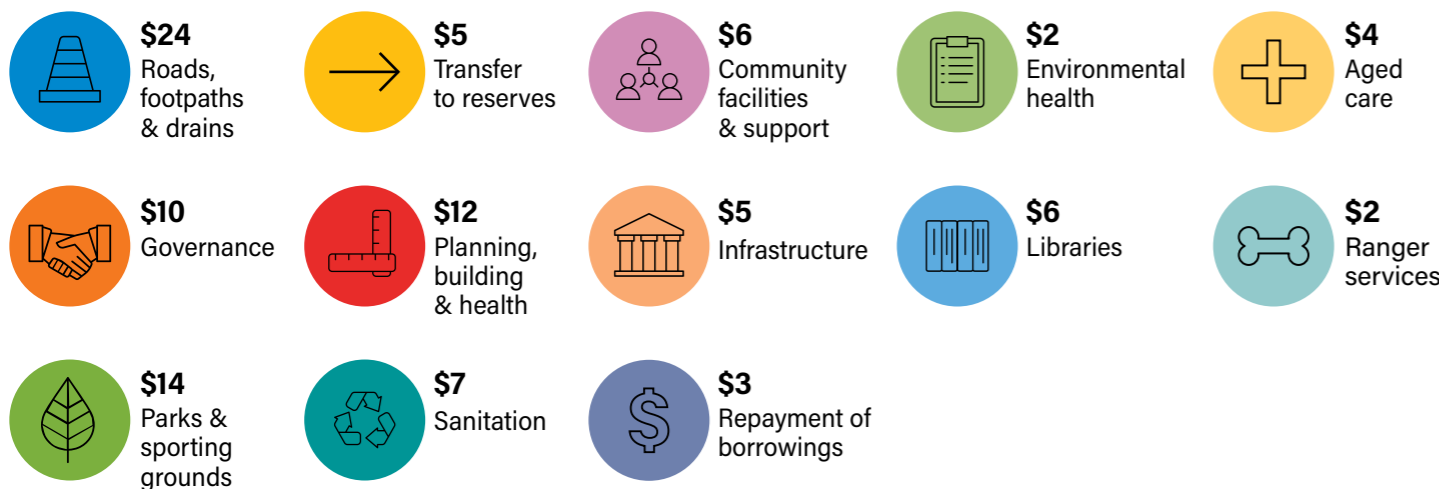 $24
Roads,
footpaths
& drains
$5
Transfer
to reserves
$6
Community
facilities
& support
$2
Environmental
health
$4
Aged
care
$10
Governance
$12
Planning,
building
& health
$5
Infrastructure
$6
Libraries
$2
Ranger
services
$14
Parks &
sporting
grounds
$7
Sanitation
$
$3
Repayment of
borrowings